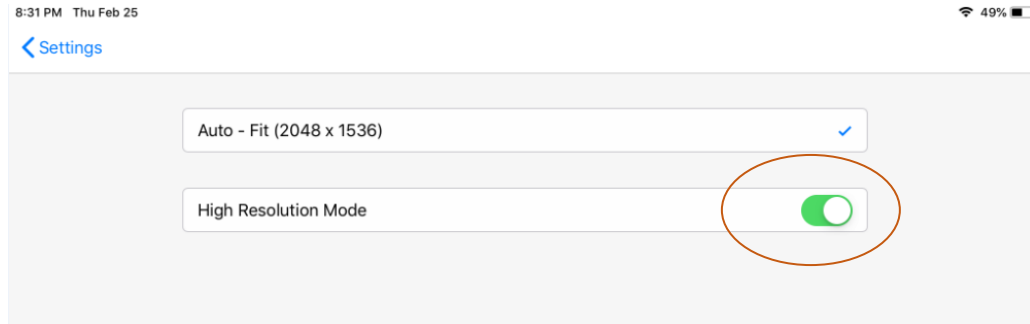 8:31 PM Thu Feb 25 49%
Settings
Auto - Fit (2048 x 1536)
High Resolution Mode